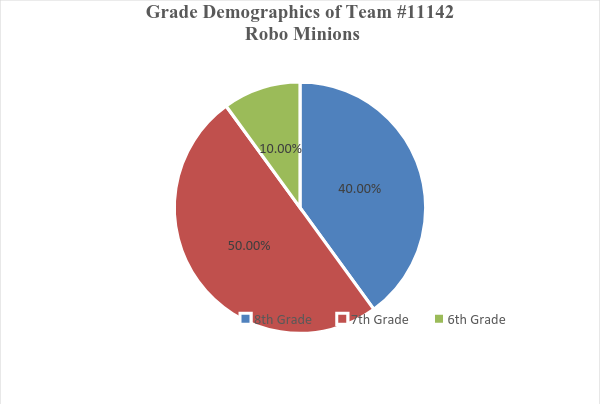 Grade Demographics of Team #11142
Robo Minions
10.00%
40.00%
50.00%
8th Grade
7th Grade
6th Grade